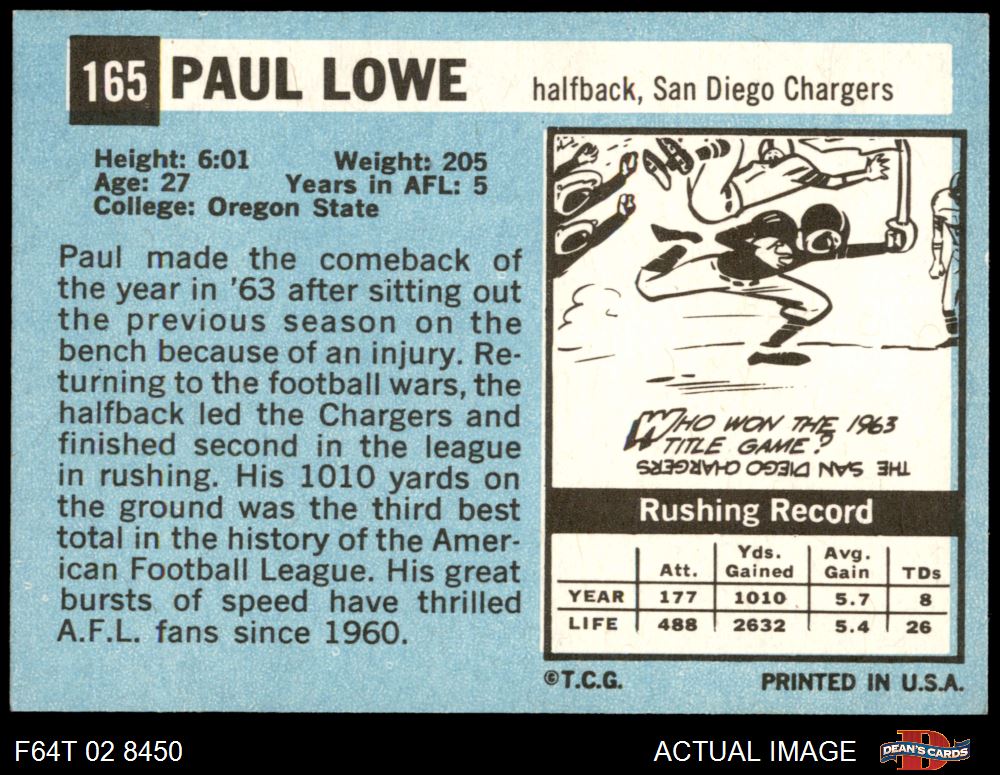 165 PAUL LOWE halfback, San Diego Chargers
Height: 6:01 Weight: 205
Age: 27 Years in AFL: 5
College: Oregon State
Paul made the comeback of
the year in '63 after sitting out
the previous season on the
bench because of an injury. Re-
turning to the football wars, the
halfback led the Chargers and
finished second in the league
in rushing. His 1010 yards on
the ground was the third best
total in the history of the Amer-
ican Football League. His great
bursts of speed have thrilled
A.F.L. fans since 1960.
WHO WON THE 1963
TITLE GAME?
THE SAN DIEGO CHARGERS
Rushing Record
Att. Yds. Gained Avg. Gain TDs
YEAR 177 1010 5.7 8
LIFE 488 2632 5.4 26
©T.C.G. PRINTED IN U.S.A.
F64T 02 8450 ACTUAL IMAGE D DEAN'S CARDS